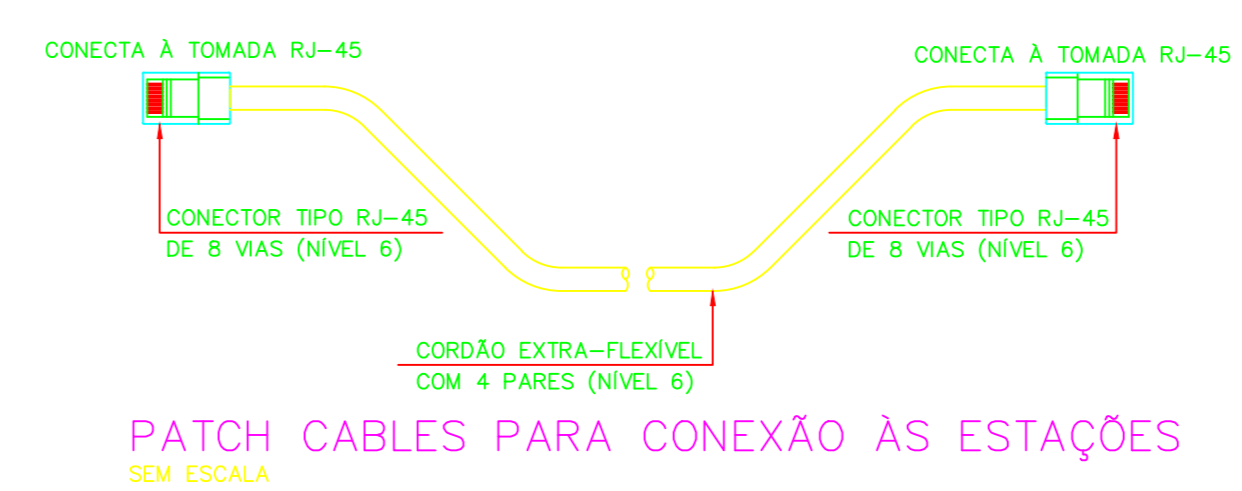 CONECTA À TOMADA RJ-45
CONECTA À TOMADA RJ-45
CONECTOR TIPO RJ-45
DE 8 VIAS (NÍVEL 6)
CONECTOR TIPO RJ-45
DE 8 VIAS (NÍVEL 6)
CORDÃO EXTRA-FLEXÍVEL
COM 4 PARES (NÍVEL 6)
PATCH CABLES PARA CONEXÃO ÀS ESTAÇÕES
SEM ESCALA